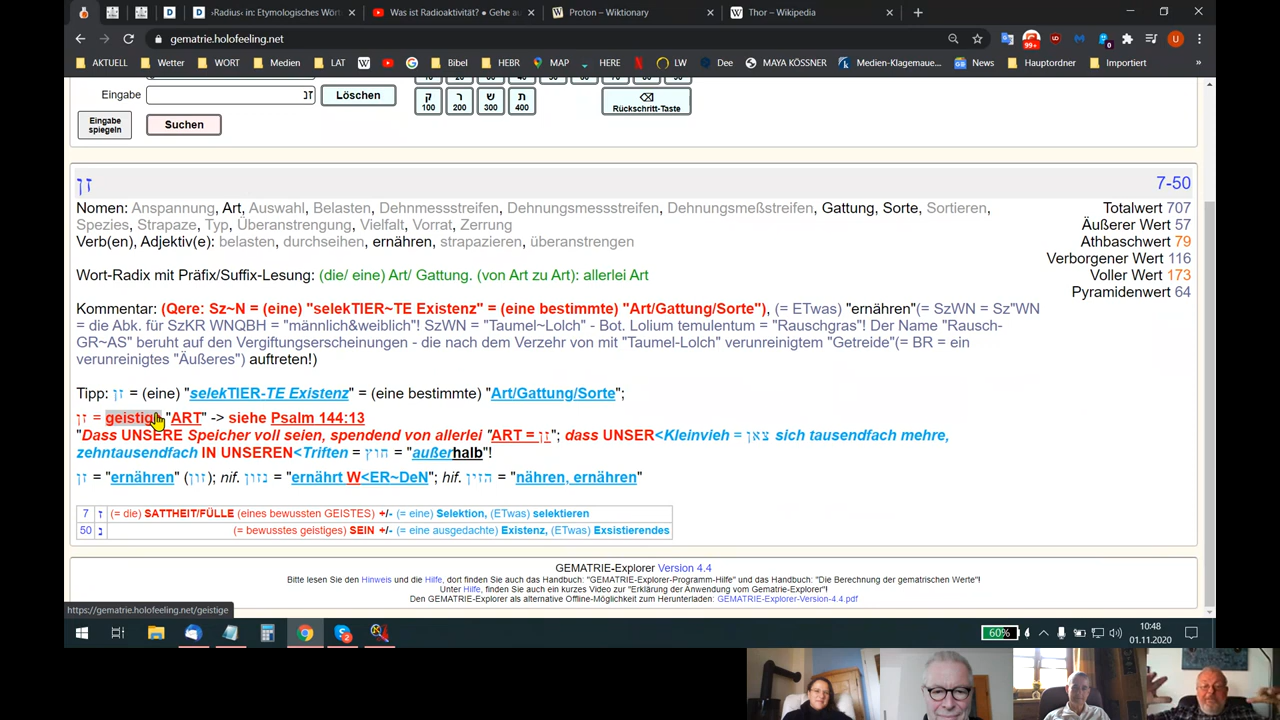 ›Radius‹ in: Etymologisches Wört
Was ist Radioaktivität? • Gehe au
Proton – Wiktionary
Thor – Wikipedia
gematrie.holofeeling.net
99+
U
AKTUELL Wetter WORT Medien LAT Bibel HEBR MAP HERE LW Dee MAYA KÖSSNER Medien-Klagemaue... News Hauptordner Importiert »
Eingabe זנ Löschen
ק 100 ר 200 ש 300 ת 400 Rückschritt-Taste
Eingabe spiegeln Suchen
זן 7-50
Nomen: Anspannung, Art, Auswahl, Belasten, Dehnmessstreifen, Dehnungsmessstreifen, Dehnungsmeßstreifen, Gattung, Sorte, Sortieren,
Spezies, Strapaze, Typ, Überanstrengung, Vielfalt, Vorrat, Zerrung
Verb(en), Adjektiv(e): belasten, durchseihen, ernähren, strapazieren, überanstrengen
Totalwert 707
Äußerer Wert 57
Athbaschwert 79
Verborgener Wert 116
Voller Wert 173
Pyramidenwert 64
Wort-Radix mit Präfix/Suffix-Lesung: (die/ eine) Art/ Gattung. (von Art zu Art): allerlei Art
Kommentar: (Qere: Sz~N = (eine) "selekTIER~TE Existenz" = (eine bestimmte) "Art/Gattung/Sorte"), (= ETwas) "ernähren"(= SzWN = Sz"WN
= die Abk. für SzKR WNQBH = "männlich&weiblich"! SzWN = "Taumel~Lolch" - Bot. Lolium temulentum = "Rauschgras"! Der Name "Rausch-
GR~AS" beruht auf den Vergiftungserscheinungen - die nach dem Verzehr von mit "Taumel-Lolch" verunreinigtem "Getreide"(= BR = ein
verunreinigtes "Äußeres") auftreten!)
Tipp: זן = (eine) "selekTIER-TE Existenz" = (eine bestimmte) "Art/Gattung/Sorte";
זן = geistige "ART" -> siehe Psalm 144:13
"Dass UNSERE Speicher voll seien, spendend von allerlei "ART = זן"; dass UNSER<Kleinvieh = צאן sich tausendfach mehre,
zehntausendfach IN UNSEREN<Triften = חוץ = "außerhalb"!
זן = "ernähren" (זון); nif. נזון = "ernährt W<ER~DeN"; hif. הזין = "nähren, ernähren"
7 ז (= die) SATTHEIT/FÜLLE (eines bewussten GEISTES) +/- (= eine) Selektion, (ETwas) selektieren
50 נ (= bewusstes geistiges) SEIN +/- (= eine ausgedachte) Existenz, (ETwas) Exsistierendes
GEMATRIE-Explorer Version 4.4
Bitte lesen Sie den Hinweis und die Hilfe, dort finden Sie auch das Handbuch: "GEMATRIE-Explorer-Programm-Hilfe" und das Handbuch: "Die Berechnung der gematrischen Werte"!
Unter Hilfe, finden Sie auch ein kurzes Video zur "Erklärung der Anwendung vom Gematrie-Explorer"!
Den GEMATRIE-Explorer als alternative Offline-Möglichkeit zum Herunterladen: GEMATRIE-Explorer-Version-4.4.pdf
https://gematrie.holofeeling.net/geistige
60%
10:48
01.11.2020